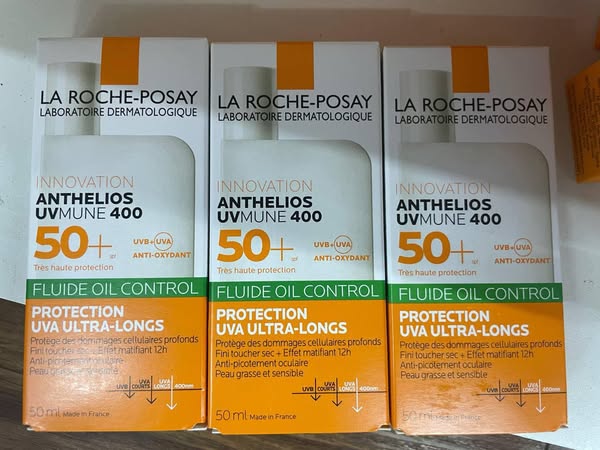 LA ROCHE-POSAY
LABORATOIRE DERMATOLOGIQUE
INNOVATION
ANTHELIOS
UVMUNE 400
50+
SPF
UVB+UVA
ANTI-OXYDANT
Très haute protection
FLUIDE OIL CONTROL
PROTECTION
UVA ULTRA-LONGS
Protège des dommages cellulaires profonds
Fini toucher sec + Effet matifiant 12h
Anti-picotement oculaire
Peau grasse et sensible
UVB
UVA COURTS
UVA LONGS
400nm
50 ml Made in France
LA ROCHE-POSAY
LABORATOIRE DERMATOLOGIQUE
INNOVATION
ANTHELIOS
UVMUNE 400
50+
SPF
UVB+UVA
ANTI-OXYDANT
Très haute protection
FLUIDE OIL CONTROL
PROTECTION
UVA ULTRA-LONGS
Protège des dommages cellulaires profonds
Fini toucher sec + Effet matifiant 12h
Anti-picotement oculaire
Peau grasse et sensible
UVB
UVA COURTS
UVA LONGS
400nm
50 ml Made in France
LA ROCHE-POSAY
LABORATOIRE DERMATOLOGIQUE
INNOVATION
ANTHELIOS
UVMUNE 400
50+
SPF
UVB+UVA
ANTI-OXYDANT
Très haute protection
FLUIDE OIL CONTROL
PROTECTION
UVA ULTRA-LONGS
Protège des dommages cellulaires profonds
Fini toucher sec + Effet matifiant 12h
Anti-picotement oculaire
Peau grasse et sensible
UVB
UVA COURTS
UVA LONGS
400nm
50 ml Made in France